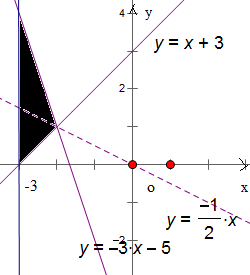 4
y
y = x + 3
2
-3
o
x
y = -1/2·x
-2
y = -3·x - 5